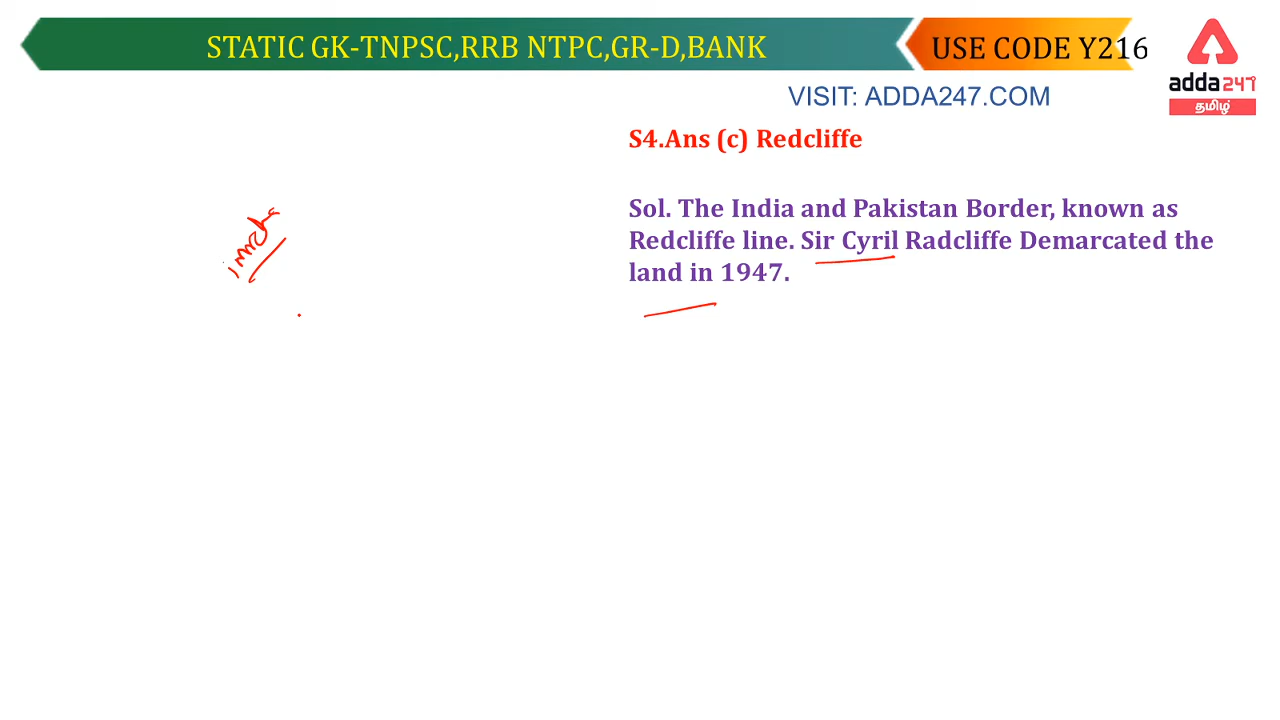 STATIC GK-TNPSC,RRB NTPC,GR-D,BANK
USE CODE Y216
adda247
தமிழ்
VISIT: ADDA247.COM
S4.Ans (c) Redcliffe
Sol. The India and Pakistan Border, known as
Redcliffe line. Sir Cyril Radcliffe Demarcated the
land in 1947.